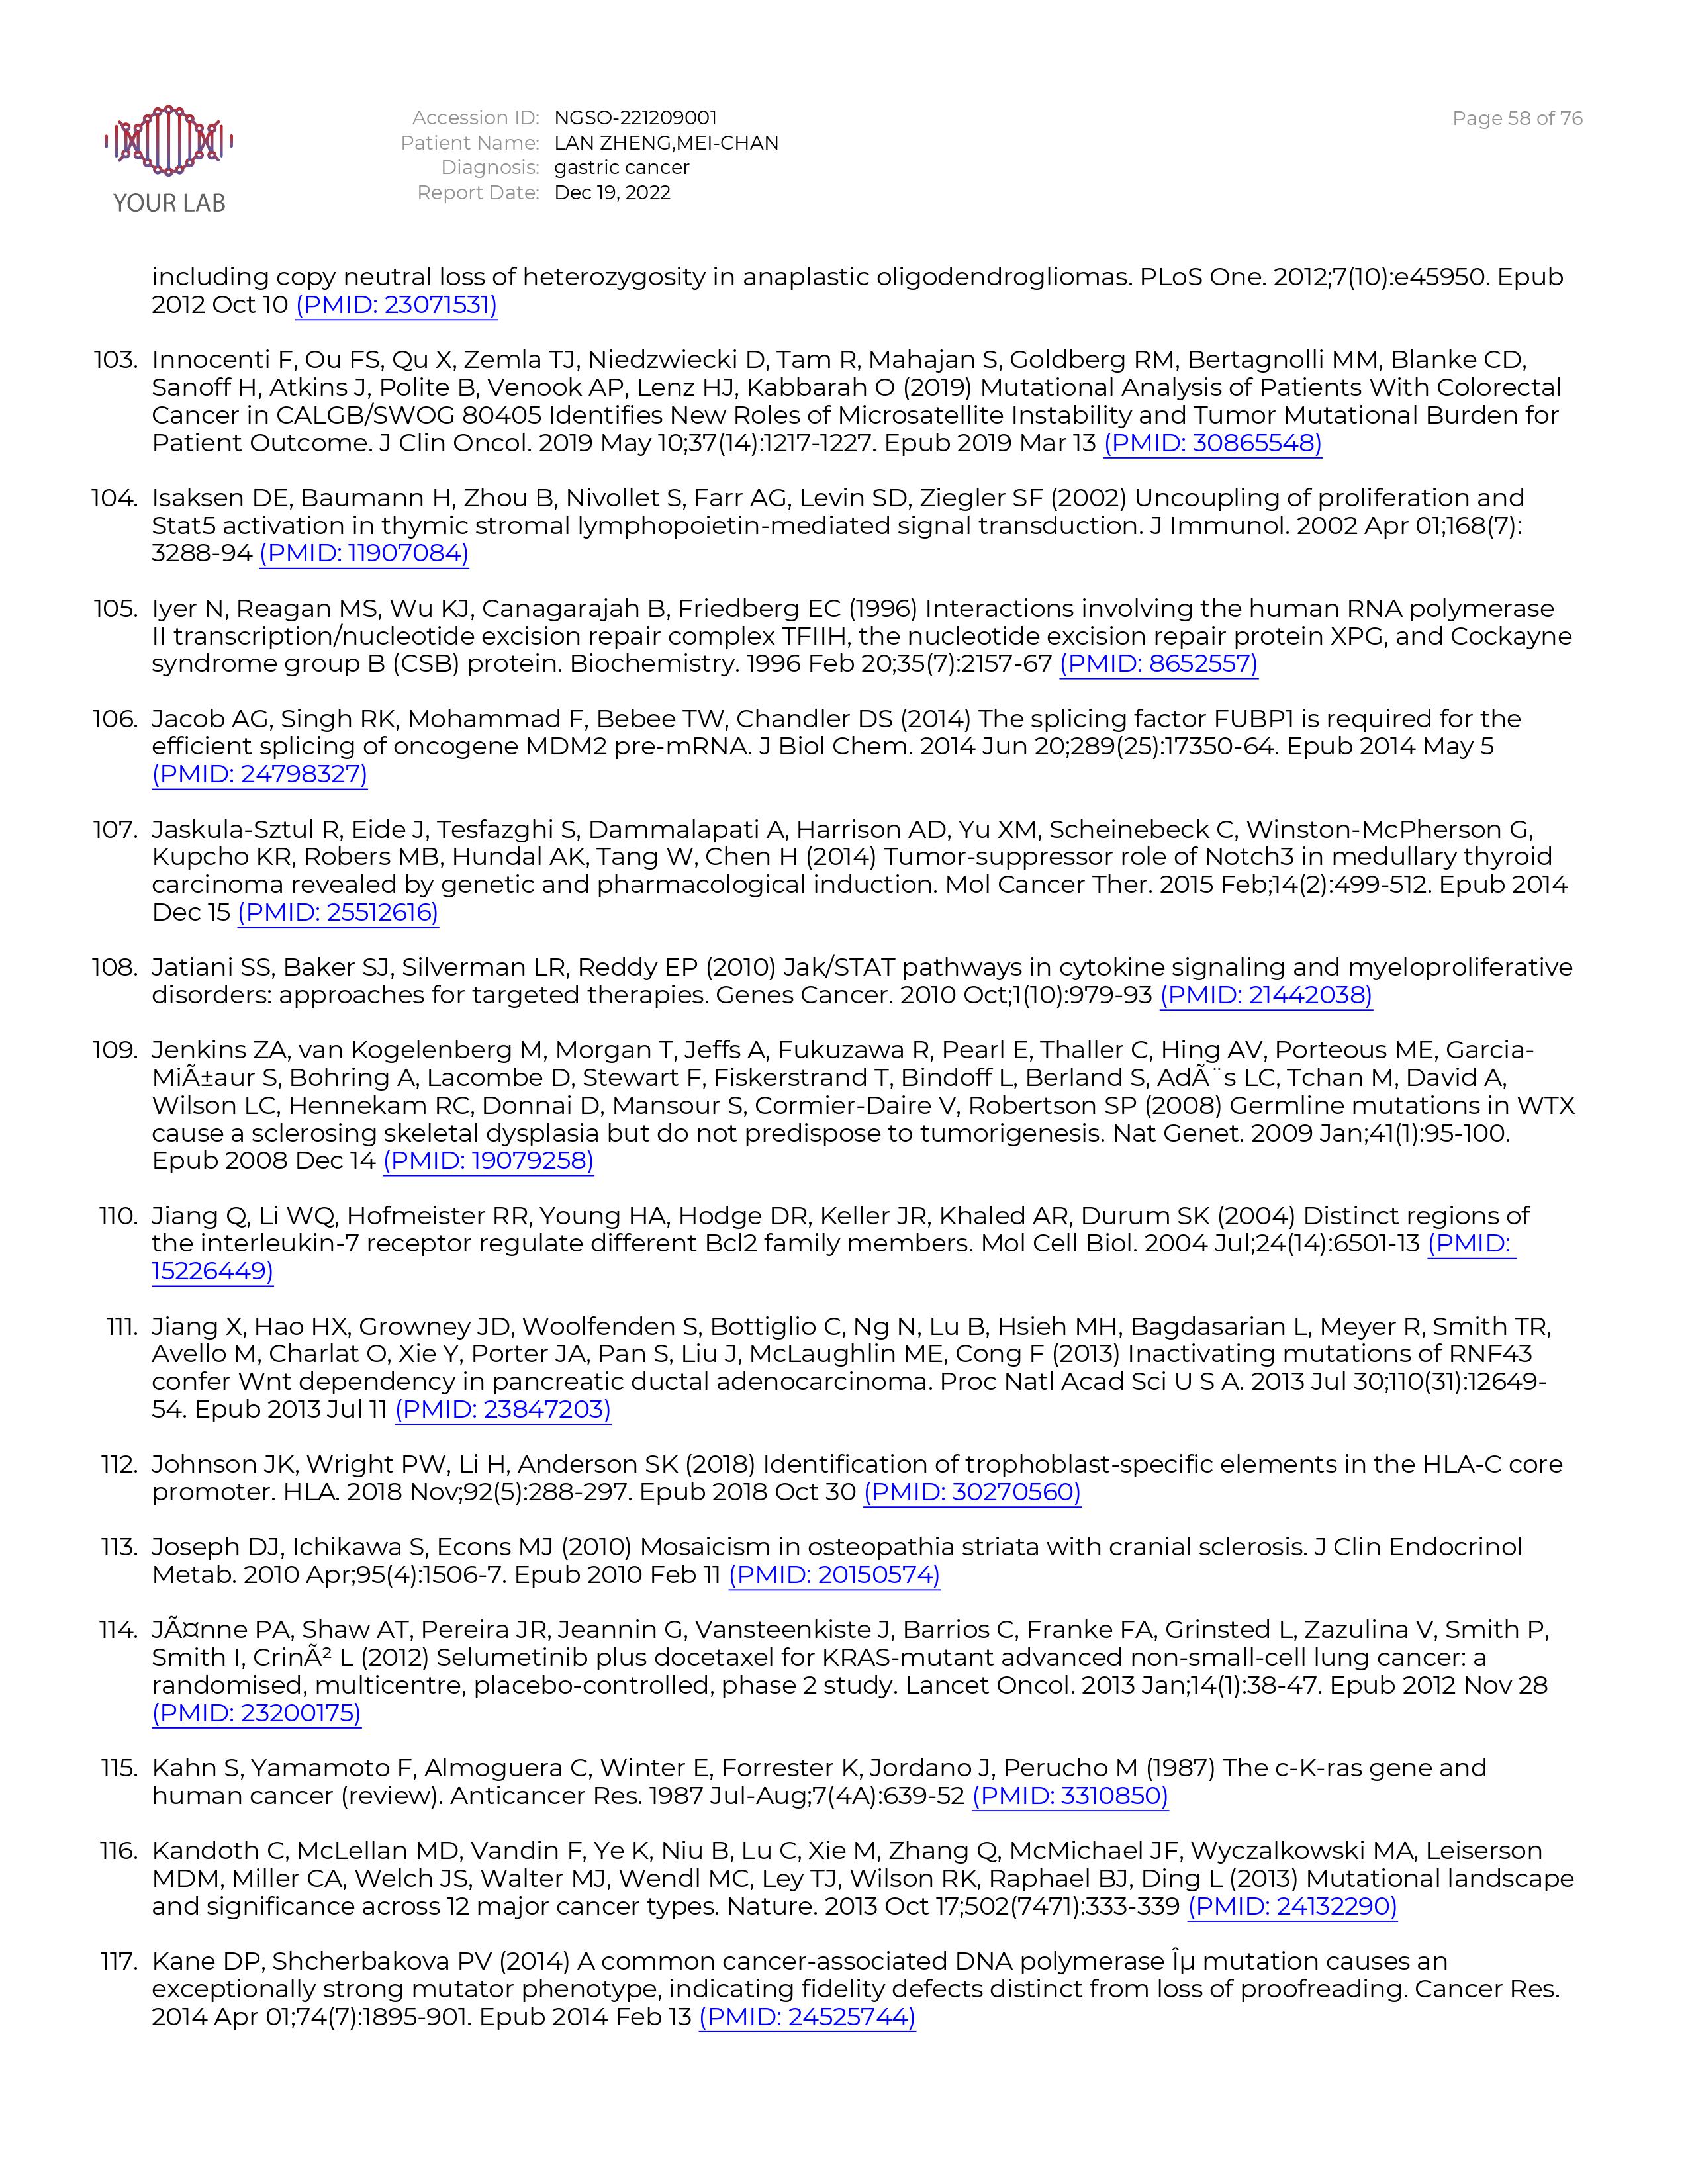 YOUR LAB
Accession ID: NGSO-221209001
Patient Name: LAN ZHENG,MEI-CHAN
Diagnosis: gastric cancer
Report Date: Dec 19, 2022
Page 58 of 76
including copy neutral loss of heterozygosity in anaplastic oligodendrogliomas. PLoS One. 2012;7(10):e45950. Epub
2012 Oct 10 (PMID: 23071531)
103. Innocenti F, Ou FS, Qu X, Zemla TJ, Niedzwiecki D, Tam R, Mahajan S, Goldberg RM, Bertagnolli MM, Blanke CD,
Sanoff H, Atkins J, Polite B, Venook AP, Lenz HJ, Kabbarah O (2019) Mutational Analysis of Patients With Colorectal
Cancer in CALGB/SWOG 80405 Identifies New Roles of Microsatellite Instability and Tumor Mutational Burden for
Patient Outcome. J Clin Oncol. 2019 May 10;37(14):1217-1227. Epub 2019 Mar 13 (PMID: 30865548)
104. Isaksen DE, Baumann H, Zhou B, Nivollet S, Farr AG, Levin SD, Ziegler SF (2002) Uncoupling of proliferation and
Stat5 activation in thymic stromal lymphopoietin-mediated signal transduction. J Immunol. 2002 Apr 01;168(7):
3288-94 (PMID: 11907084)
105. Iyer N, Reagan MS, Wu KJ, Canagarajah B, Friedberg EC (1996) Interactions involving the human RNA polymerase
II transcription/nucleotide excision repair complex TFIIH, the nucleotide excision repair protein XPG, and Cockayne
syndrome group B (CSB) protein. Biochemistry. 1996 Feb 20;35(7):2157-67 (PMID: 8652557)
106. Jacob AG, Singh RK, Mohammad F, Bebee TW, Chandler DS (2014) The splicing factor FUBP1 is required for the
efficient splicing of oncogene MDM2 pre-mRNA. J Biol Chem. 2014 Jun 20;289(25):17350-64. Epub 2014 May 5
(PMID: 24798327)
107. Jaskula-Sztul R, Eide J, Tesfazghi S, Dammalapati A, Harrison AD, Yu XM, Scheinebeck C, Winston-McPherson G,
Kupcho KR, Robers MB, Hundal AK, Tang W, Chen H (2014) Tumor-suppressor role of Notch3 in medullary thyroid
carcinoma revealed by genetic and pharmacological induction. Mol Cancer Ther. 2015 Feb;14(2):499-512. Epub 2014
Dec 15 (PMID: 25512616)
108. Jatiani SS, Baker SJ, Silverman LR, Reddy EP (2010) Jak/STAT pathways in cytokine signaling and myeloproliferative
disorders: approaches for targeted therapies. Genes Cancer. 2010 Oct;1(10):979-93 (PMID: 21442038)
109. Jenkins ZA, van Kogelenberg M, Morgan T, Jeffs A, Fukuzawa R, Pearl E, Thaller C, Hing AV, Porteous ME, Garcia-
MiÃ±aur S, Bohring A, Lacombe D, Stewart F, Fiskerstrand T, Bindoff L, Berland S, AdÃ¨s LC, Tchan M, David A,
Wilson LC, Hennekam RC, Donnai D, Mansour S, Cormier-Daire V, Robertson SP (2008) Germline mutations in WTX
cause a sclerosing skeletal dysplasia but do not predispose to tumorigenesis. Nat Genet. 2009 Jan;41(1):95-100.
Epub 2008 Dec 14 (PMID: 19079258)
110. Jiang Q, Li WQ, Hofmeister RR, Young HA, Hodge DR, Keller JR, Khaled AR, Durum SK (2004) Distinct regions of
the interleukin-7 receptor regulate different Bcl2 family members. Mol Cell Biol. 2004 Jul;24(14):6501-13 (PMID:
15226449)
111. Jiang X, Hao HX, Growney JD, Woolfenden S, Bottiglio C, Ng N, Lu B, Hsieh MH, Bagdasarian L, Meyer R, Smith TR,
Avello M, Charlat O, Xie Y, Porter JA, Pan S, Liu J, McLaughlin ME, Cong F (2013) Inactivating mutations of RNF43
confer Wnt dependency in pancreatic ductal adenocarcinoma. Proc Natl Acad Sci U S A. 2013 Jul 30;110(31):12649-
54. Epub 2013 Jul 11 (PMID: 23847203)
112. Johnson JK, Wright PW, Li H, Anderson SK (2018) Identification of trophoblast-specific elements in the HLA-C core
promoter. HLA. 2018 Nov;92(5):288-297. Epub 2018 Oct 30 (PMID: 30270560)
113. Joseph DJ, Ichikawa S, Econs MJ (2010) Mosaicism in osteopathia striata with cranial sclerosis. J Clin Endocrinol
Metab. 2010 Apr;95(4):1506-7. Epub 2010 Feb 11 (PMID: 20150574)
114. JÃ¤nne PA, Shaw AT, Pereira JR, Jeannin G, Vansteenkiste J, Barrios C, Franke FA, Grinsted L, Zazulina V, Smith P,
Smith I, CrinÃ² L (2012) Selumetinib plus docetaxel for KRAS-mutant advanced non-small-cell lung cancer: a
randomised, multicentre, placebo-controlled, phase 2 study. Lancet Oncol. 2013 Jan;14(1):38-47. Epub 2012 Nov 28
(PMID: 23200175)
115. Kahn S, Yamamoto F, Almoguera C, Winter E, Forrester K, Jordano J, Perucho M (1987) The c-K-ras gene and
human cancer (review). Anticancer Res. 1987 Jul-Aug;7(4A):639-52 (PMID: 3310850)
116. Kandoth C, McLellan MD, Vandin F, Ye K, Niu B, Lu C, Xie M, Zhang Q, McMichael JF, Wyczalkowski MA, Leiserson
MDM, Miller CA, Welch JS, Walter MJ, Wendl MC, Ley TJ, Wilson RK, Raphael BJ, Ding L (2013) Mutational landscape
and significance across 12 major cancer types. Nature. 2013 Oct 17;502(7471):333-339 (PMID: 24132290)
117. Kane DP, Shcherbakova PV (2014) A common cancer-associated DNA polymerase Îµ mutation causes an
exceptionally strong mutator phenotype, indicating fidelity defects distinct from loss of proofreading. Cancer Res.
2014 Apr 01;74(7):1895-901. Epub 2014 Feb 13 (PMID: 24525744)